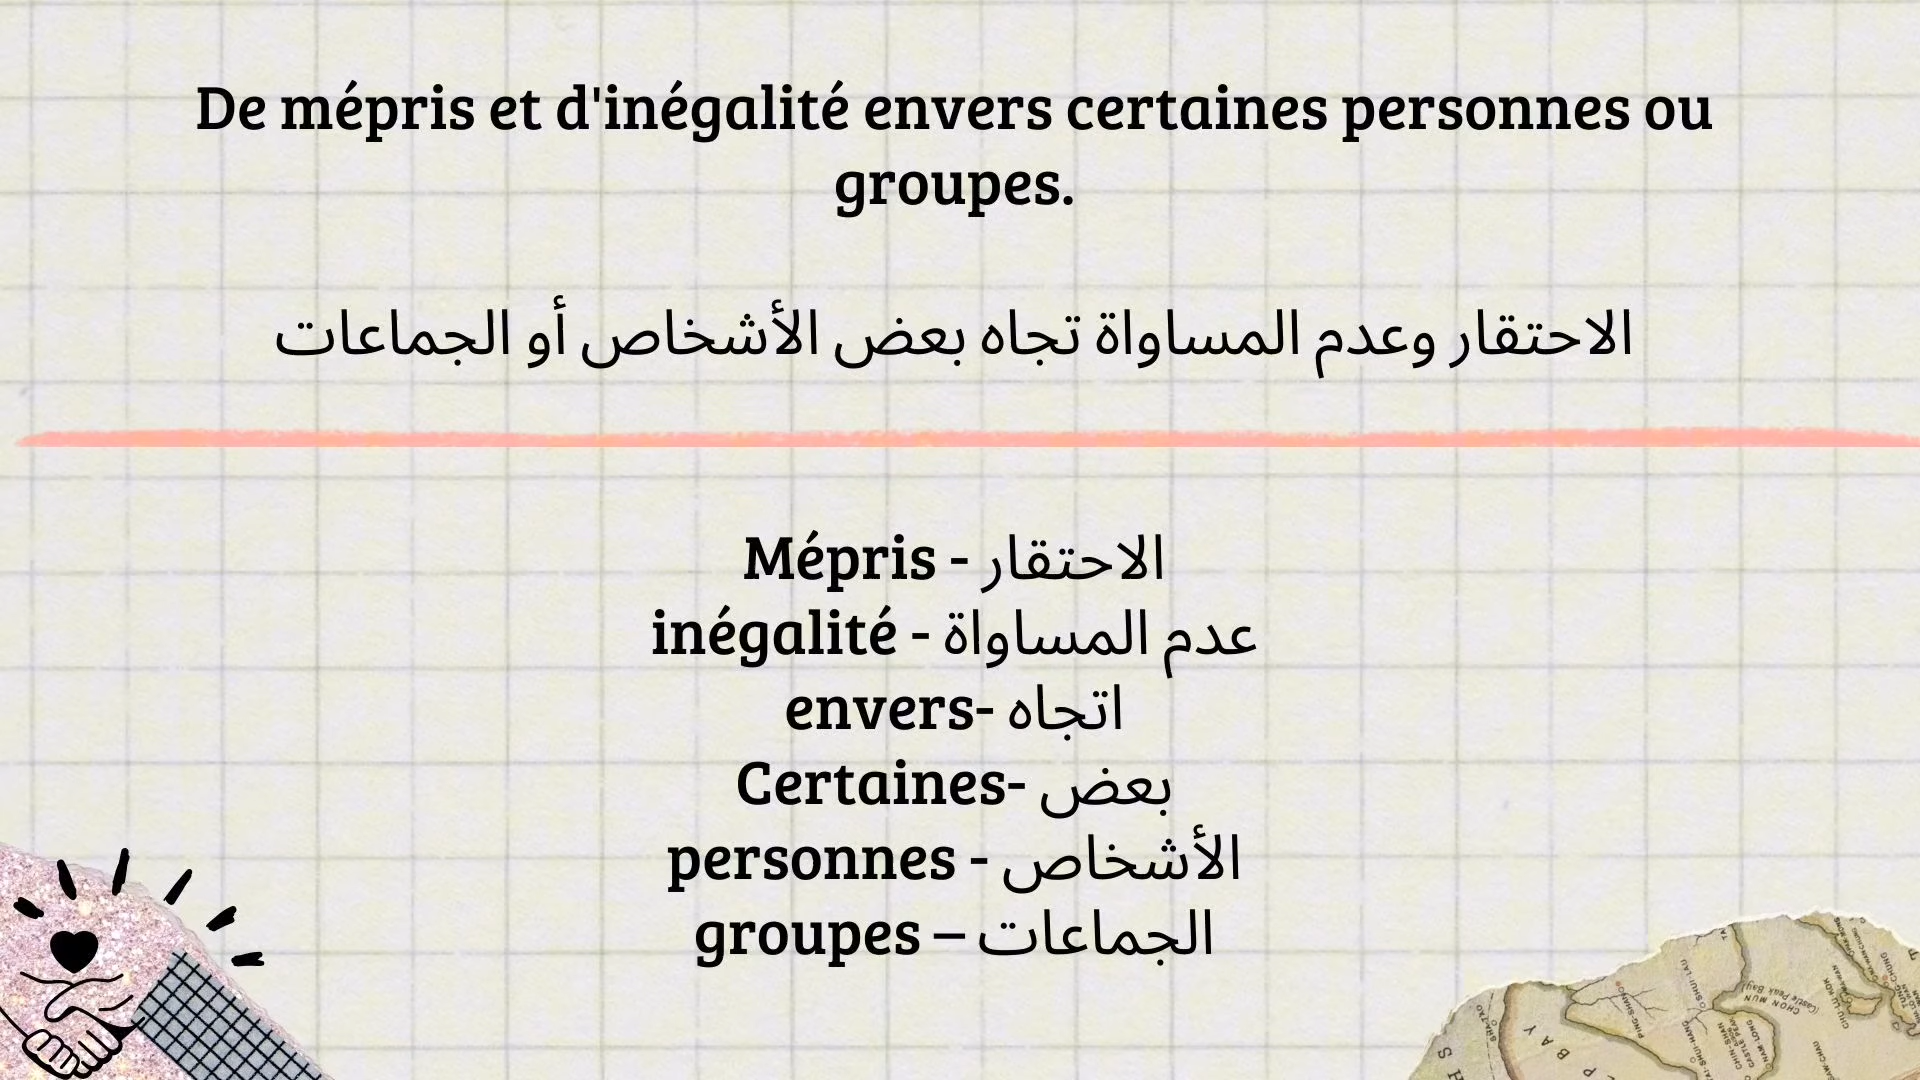 De mépris et d'inégalité envers certaines personnes ou
groupes.
الاحتقار وعدم المساواة تجاه بعض الأشخاص أو الجماعات
Mépris - الاحتقار
inégalité - عدم المساواة
envers- اتجاه
Certaines- بعض
personnes - الأشخاص
groupes – الجماعات